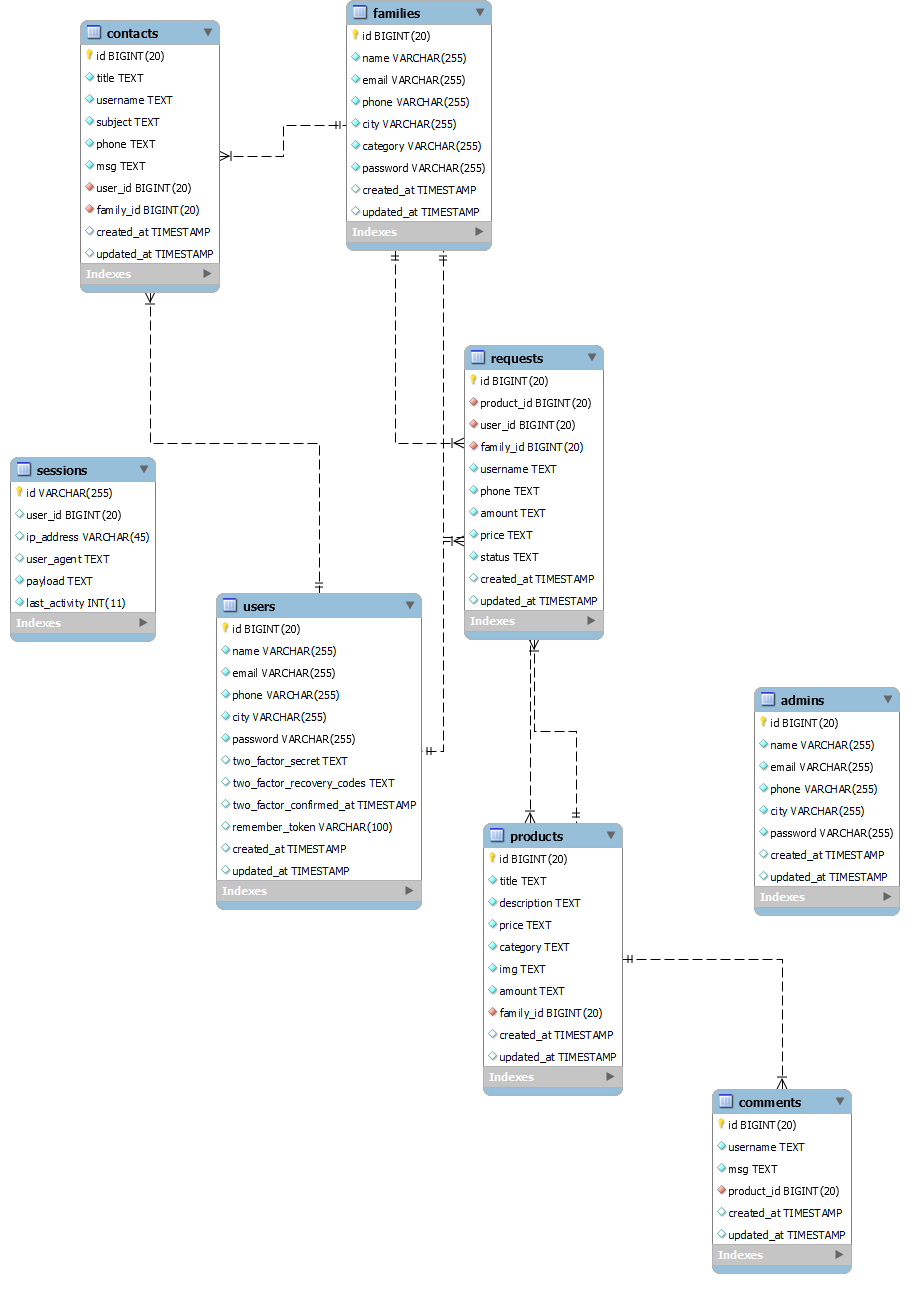 contacts
id BIGINT(20)
title TEXT
username TEXT
subject TEXT
phone TEXT
msg TEXT
user_id BIGINT(20)
family_id BIGINT(20)
created_at TIMESTAMP
updated_at TIMESTAMP
Indexes
families
id BIGINT(20)
name VARCHAR(255)
email VARCHAR(255)
phone VARCHAR(255)
city VARCHAR(255)
category VARCHAR(255)
password VARCHAR(255)
created_at TIMESTAMP
updated_at TIMESTAMP
Indexes
requests
id BIGINT(20)
product_id BIGINT(20)
user_id BIGINT(20)
family_id BIGINT(20)
username TEXT
phone TEXT
amount TEXT
price TEXT
status TEXT
created_at TIMESTAMP
updated_at TIMESTAMP
Indexes
sessions
id VARCHAR(255)
user_id BIGINT(20)
ip_address VARCHAR(45)
user_agent TEXT
payload TEXT
last_activity INT(11)
Indexes
users
id BIGINT(20)
name VARCHAR(255)
email VARCHAR(255)
phone VARCHAR(255)
city VARCHAR(255)
password VARCHAR(255)
two_factor_secret TEXT
two_factor_recovery_codes TEXT
two_factor_confirmed_at TIMESTAMP
remember_token VARCHAR(100)
created_at TIMESTAMP
updated_at TIMESTAMP
Indexes
admins
id BIGINT(20)
name VARCHAR(255)
email VARCHAR(255)
phone VARCHAR(255)
city VARCHAR(255)
password VARCHAR(255)
created_at TIMESTAMP
updated_at TIMESTAMP
Indexes
products
id BIGINT(20)
title TEXT
description TEXT
price TEXT
category TEXT
img TEXT
amount TEXT
family_id BIGINT(20)
created_at TIMESTAMP
updated_at TIMESTAMP
Indexes
comments
id BIGINT(20)
username TEXT
msg TEXT
product_id BIGINT(20)
created_at TIMESTAMP
updated_at TIMESTAMP
Indexes